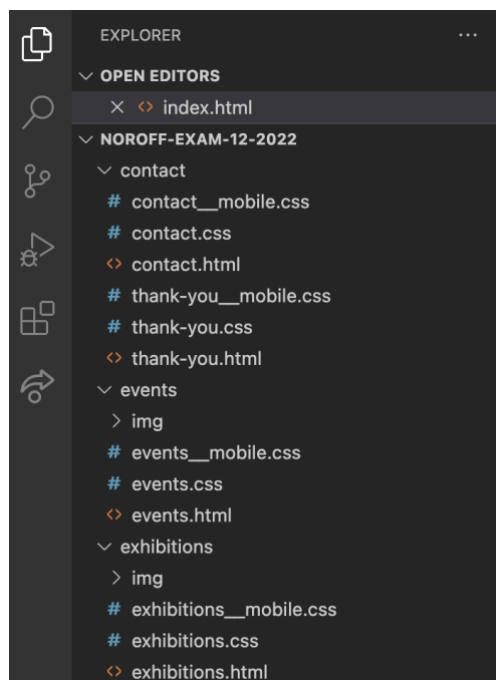 EXPLORER
OPEN EDITORS
index.html
NOROFF-EXAM-12-2022
contact
# contact__mobile.css
# contact.css
<> contact.html
# thank-you__mobile.css
# thank-you.css
<> thank-you.html
events
img
# events__mobile.css
# events.css
<> events.html
exhibitions
img
# exhibitions__mobile.css
# exhibitions.css
<> exhibitions.html